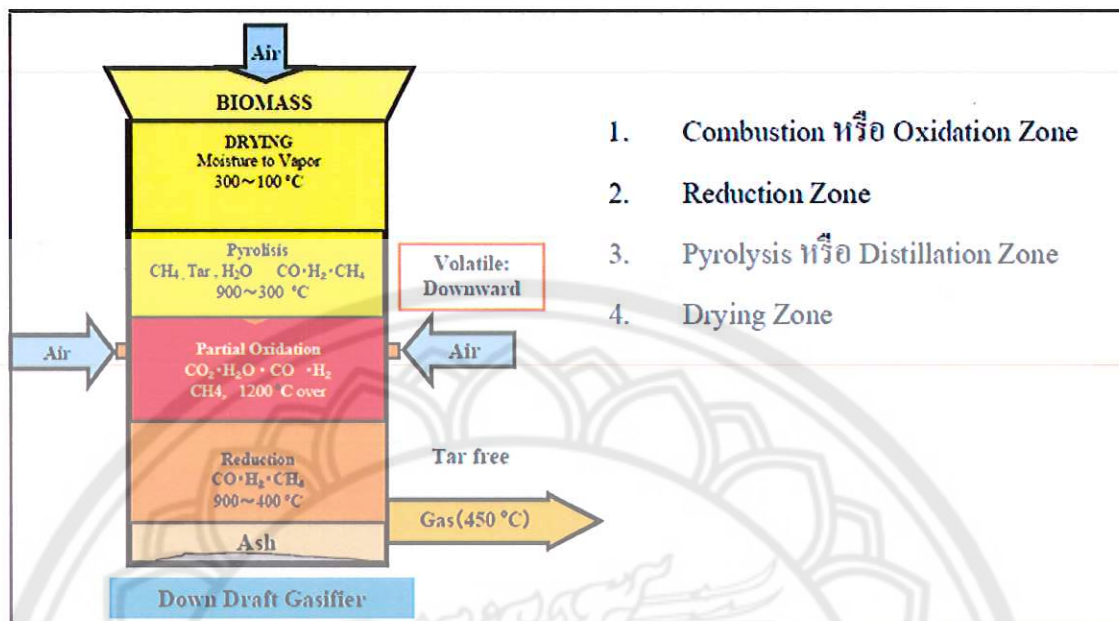 Air
BIOMASS
DRYING
Moisture to Vapor
300~100 °C
Pyrolisis
CH₄, Tar, H₂O CO·H₂·CH₄
900~300 °C
Volatile:
Downward
Air
Partial Oxidation
CO₂·H₂O·CO ·H₂
CH4, 1200°C over
Air
Reduction
CO·H₂·CH₄
900~400 °C
Tar free
Gas(450 °C)
Ash
Down Draft Gasifier
1. Combustion หรือ Oxidation Zone
2. Reduction Zone
3. Pyrolysis หรือ Distillation Zone
4. Drying Zone